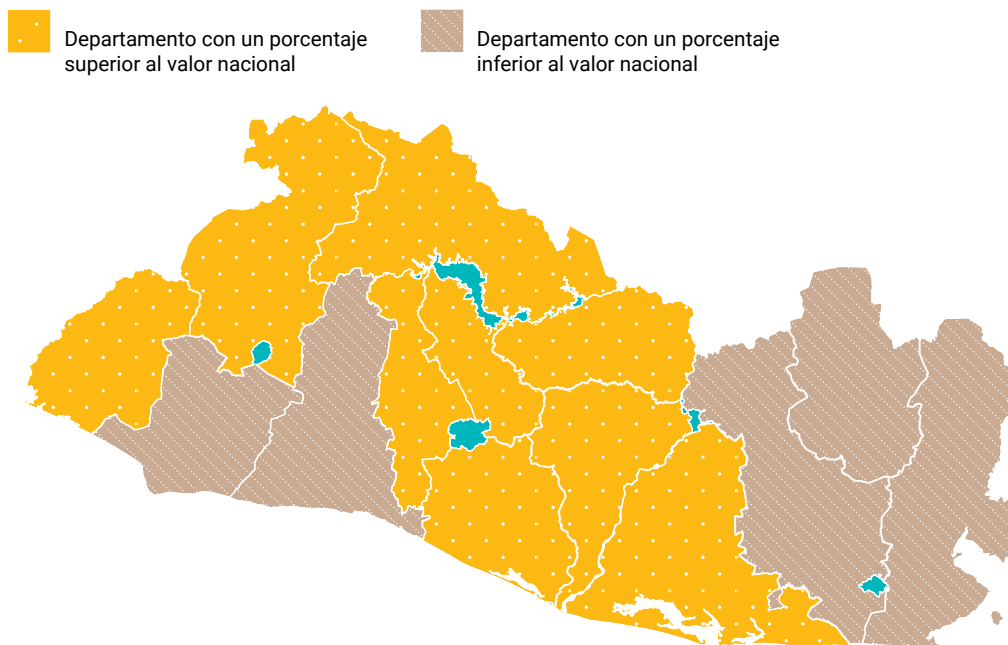 Departamento con un porcentaje
superior al valor nacional
Departamento con un porcentaje
inferior al valor nacional